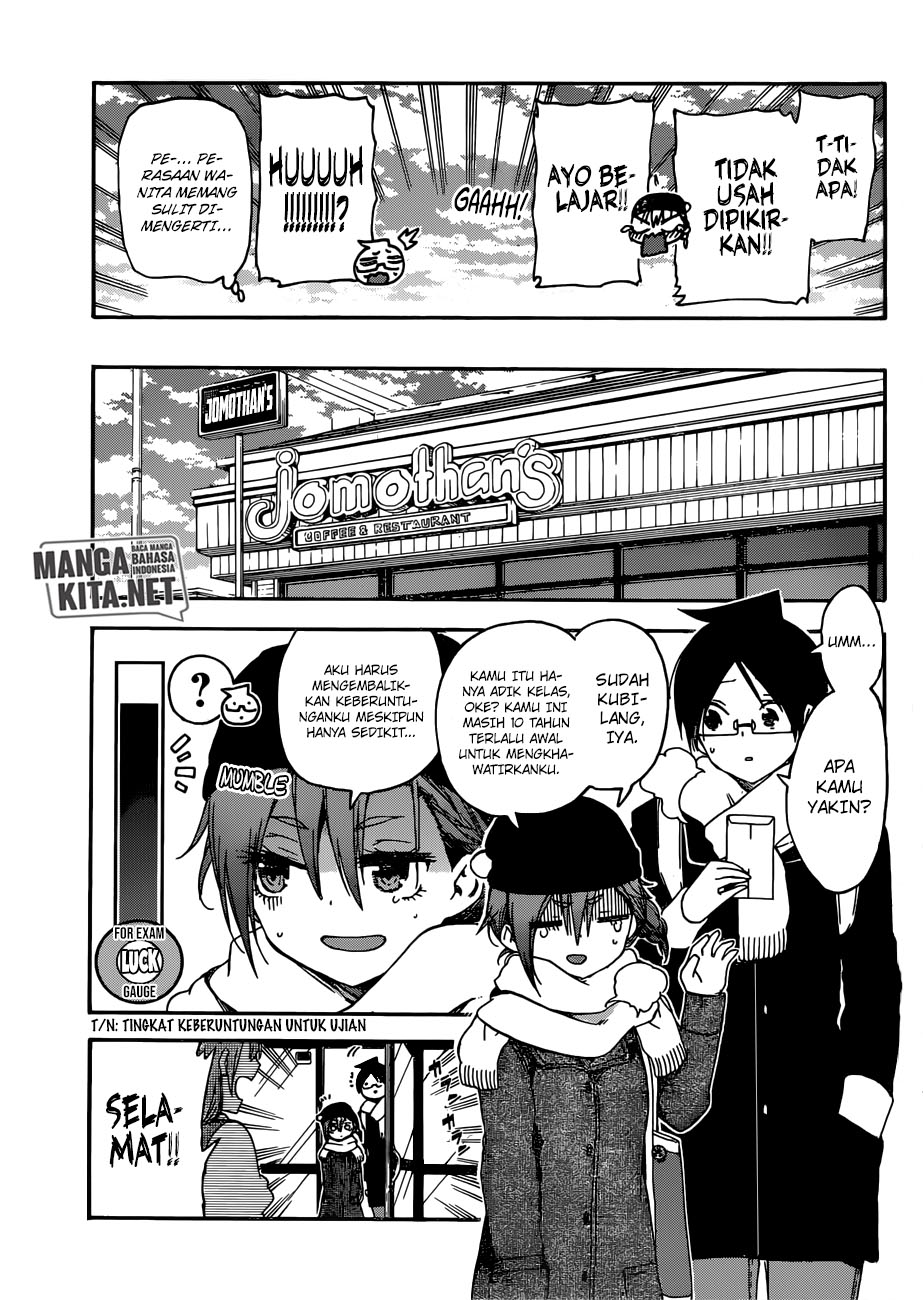 T-TI-
DAK
APA!
TIDAK
USAH
DIPIKIR-
KAN!!
AYO BE-
LAJAR!!
GAAHH!
HUUUUH
!!!!!!!!!?
PE-... PE-
RASAAN WA-
NITA MEMANG
SULIT DI-
MENGERTI...
JOMOTHAN'S
Jomothan's
COFFEE & RESTAURANT
MANGA
KITA.NET
BACA MANGA
BAHASA
INDONESIA
UMM...
APA
KAMU
YAKIN?
SUDAH
KUBI-
LANG,
IYA.
KAMU ITU HA-
NYA ADIK KELAS,
OKE? KAMU INI
MASIH 10 TAHUN
TERLALU AWAL
UNTUK MENGKHA-
WATIRKANKU.
AKU HARUS
MENGEMBALIK-
KAN KEBERUNTU-
NGANKU MESKIPUN
HANYA SEDIKIT...
?
MUMBLE
FOR EXAM
LUCK
GAUGE
T/N: TINGKAT KEBERUNTUNGAN UNTUK UJIAN
SELA-
MAT!!